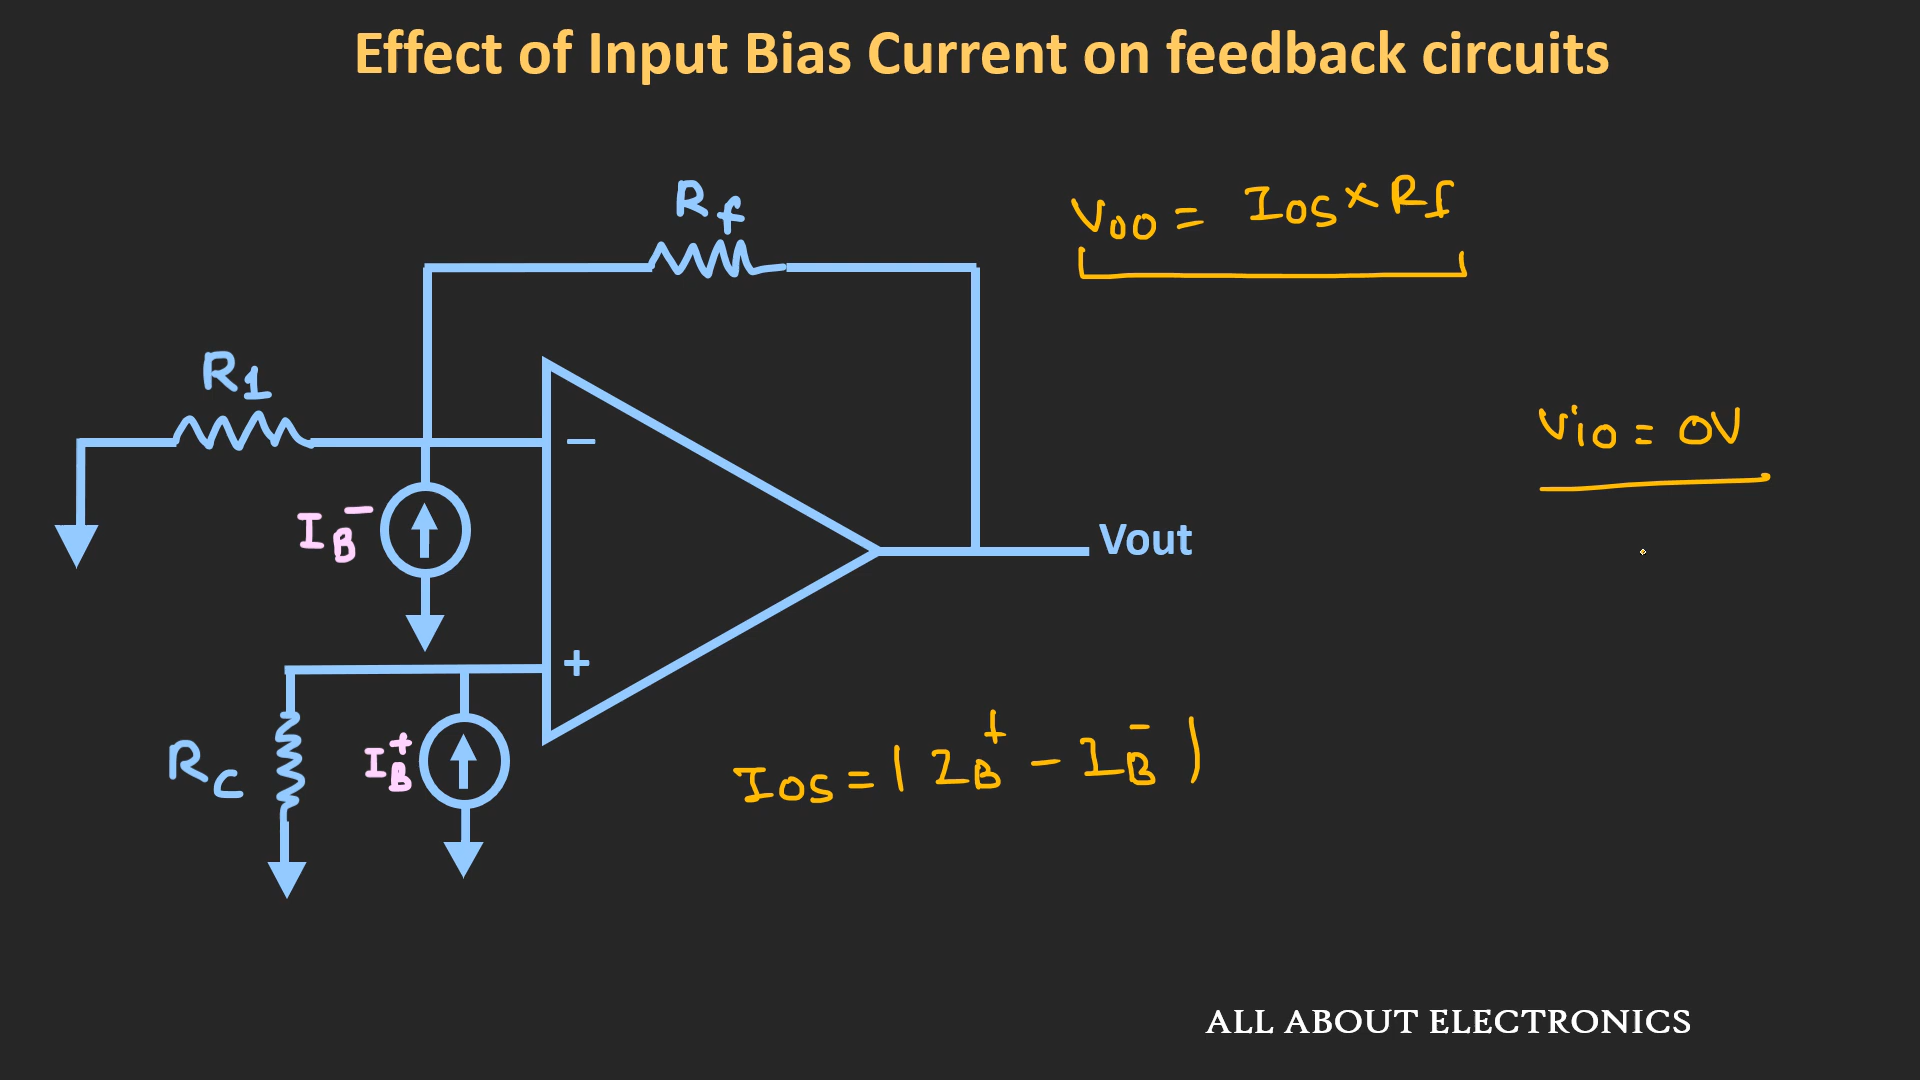 Effect of Input Bias Current on feedback circuits
Rf
Voo = Ios × Rf
R1
Vio = 0V
−
IB−
Vout
+
Rc
IB+
Ios = | IB+ − IB− |
ALL ABOUT ELECTRONICS